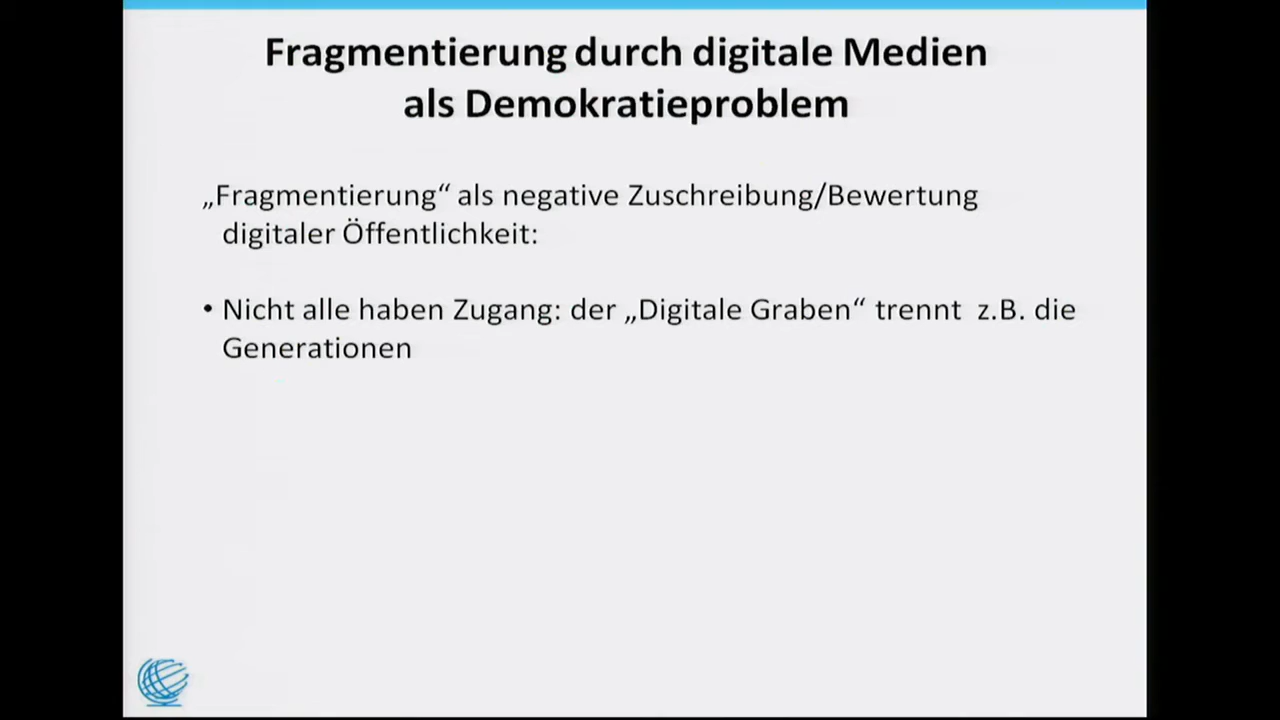 Fragmentierung durch digitale Medien
als Demokratieproblem
„Fragmentierung“ als negative Zuschreibung/Bewertung
digitaler Öffentlichkeit:
• Nicht alle haben Zugang: der „Digitale Graben“ trennt z.B. die
Generationen